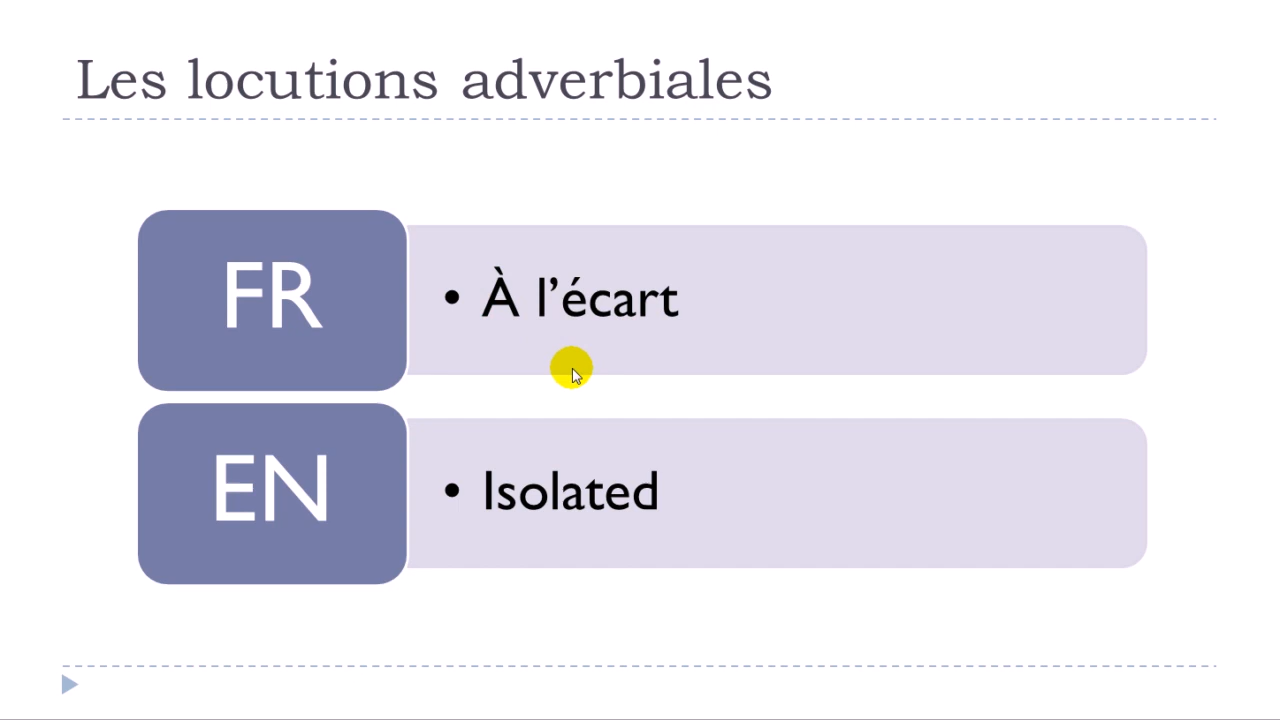 Les locutions adverbiales
FR
• À l’écart
EN
• Isolated